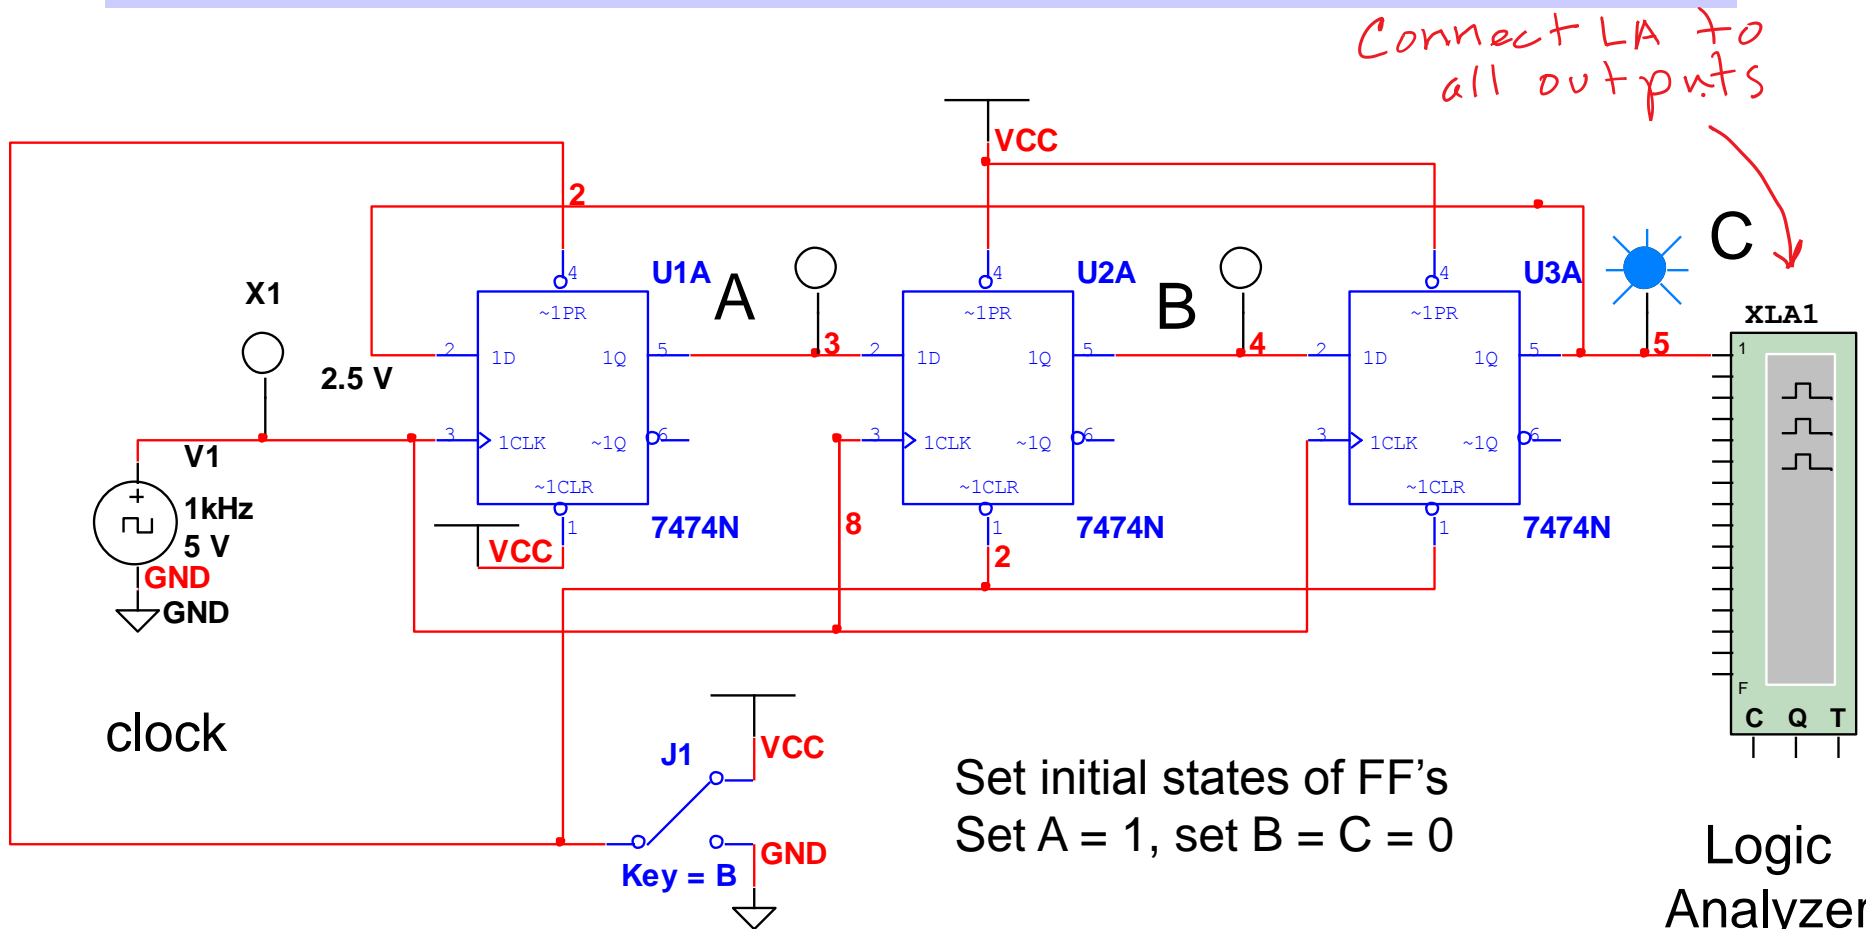 Connect LA to
all outputs
VCC
2
C
4
U1A
A
4
U2A
B
4
U3A
X1
~1PR
~1PR
~1PR
XLA1
2
1D
1Q
5
3
2
1D
1Q
5
4
2
1D
1Q
5
5
1
2.5 V
3
1CLK
~1Q
6
3
1CLK
~1Q
6
3
1CLK
~1Q
6
V1
+
1kHz
5 V
GND
GND
~1CLR
~1CLR
~1CLR
1
7474N
8
1
7474N
1
7474N
VCC
2
F
C Q T
clock
J1
VCC
GND
Key = B
Set initial states of FF's
Set A = 1, set B = C = 0
Logic
Analyzer